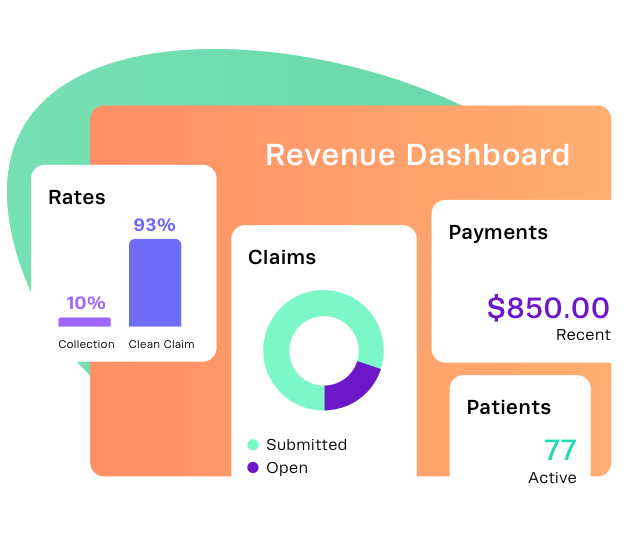 Revenue Dashboard
Rates
93%
10%
Collection
Clean Claim
Claims
Submitted
Open
Payments
$850.00
Recent
Patients
77
Active